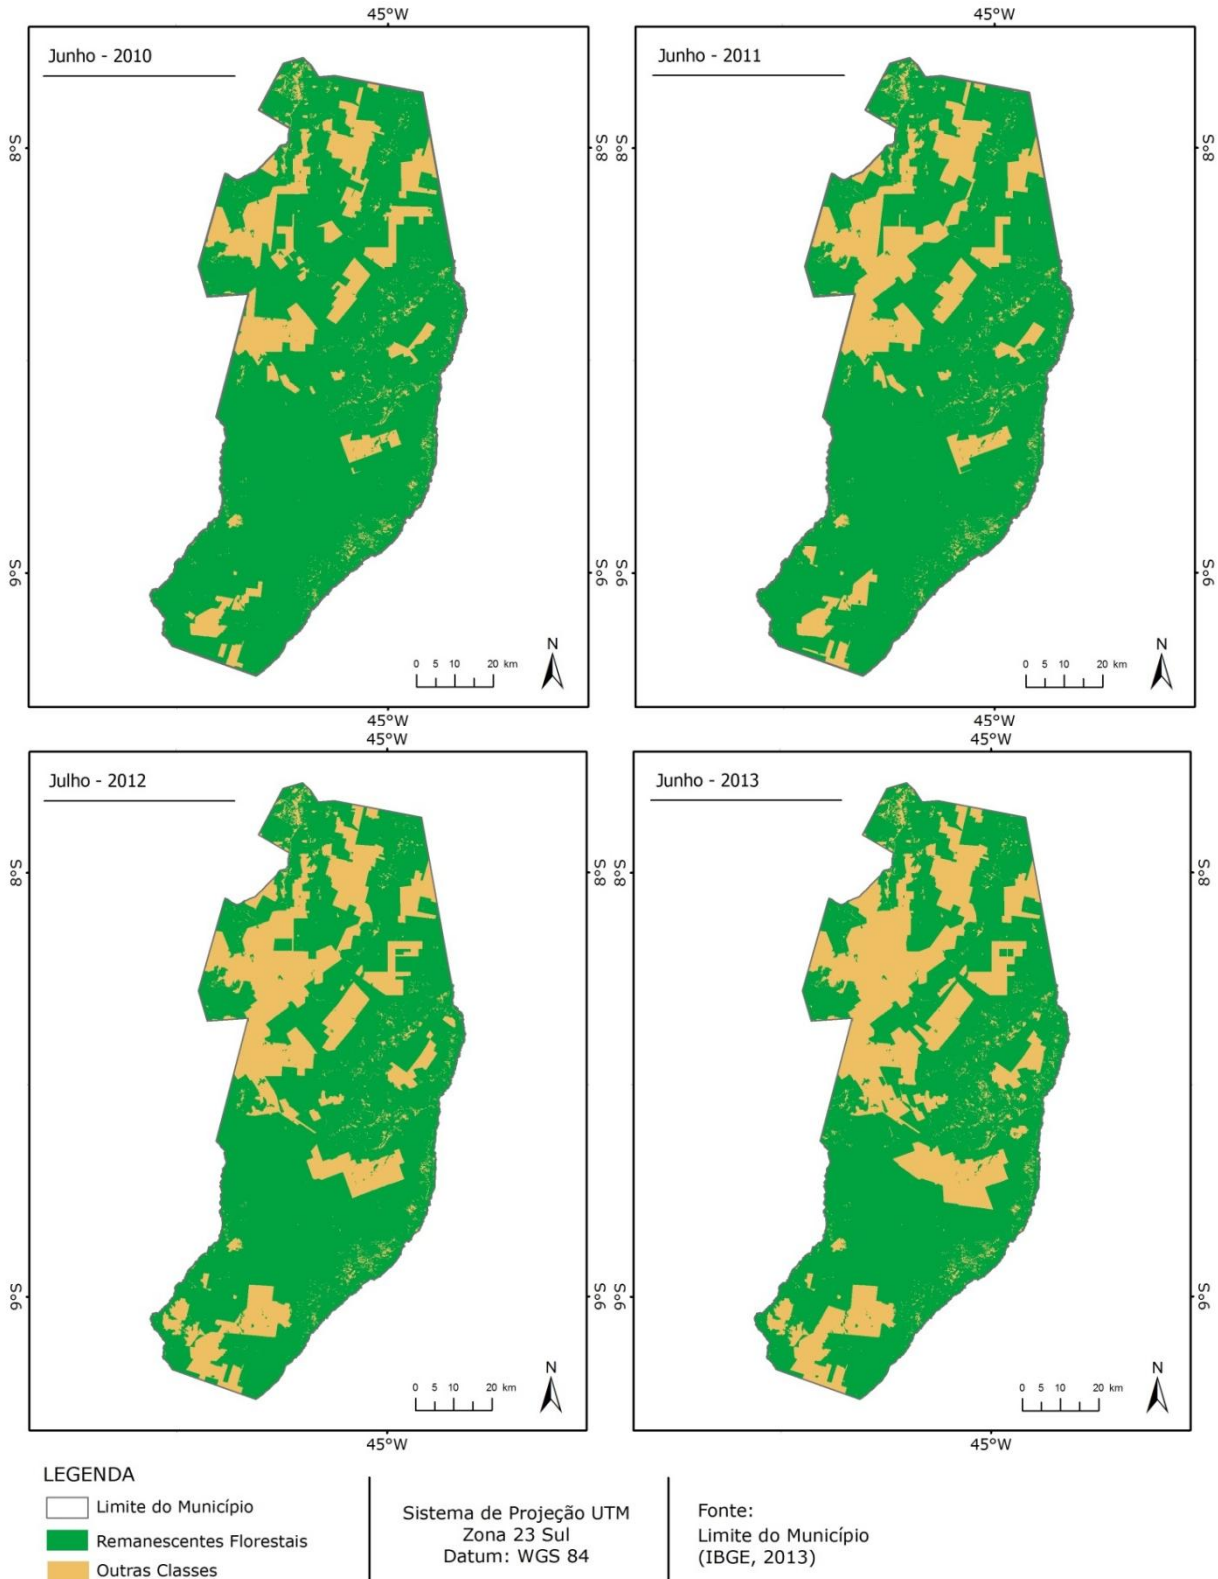 45°W
45°W
Junho - 2010
Junho - 2011
8°S
8°S
8°S
8°S
9°S
9°S
9°S
9°S
N
N
0 5 10 20 km
0 5 10 20 km
45°W
45°W
45°W
45°W
Julho - 2012
Junho - 2013
8°S
8°S
8°S
8°S
9°S
9°S
9°S
9°S
N
N
0 5 10 20 km
0 5 10 20 km
45°W
45°W
LEGENDA
Limite do Município
Remanescentes Florestais
Outras Classes
Sistema de Projeção UTM
Zona 23 Sul
Datum: WGS 84
Fonte:
Limite do Município
(IBGE, 2013)